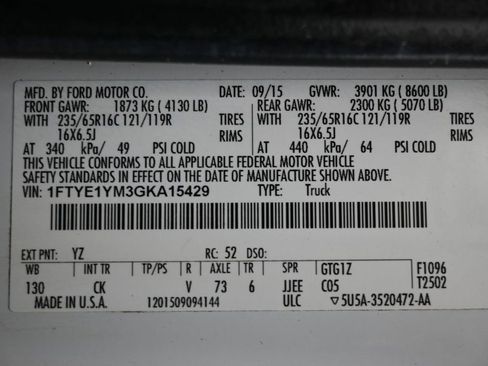 MFD. BY FORD MOTOR CO. DATE: 09/15 GVWR: 3901 KG ( 8600 LB)
FRONT GAWR: 1873 KG ( 4130 LB) REAR GAWR: 2300 KG ( 5070 LB)
WITH 235/65R16C 121/119R TIRES WITH 235/65R16C 121/119R TIRES
16X6.5J RIMS 16X6.5J RIMS
AT 340 kPa/ 49 PSI COLD AT 440 kPa/ 64 PSI COLD
THIS VEHICLE CONFORMS TO ALL APPLICABLE FEDERAL MOTOR VEHICLE
SAFETY STANDARDS IN EFFECT ON THE DATE OF MANUFACTURE SHOWN ABOVE.
VIN: 1FTYE1YM3GKA15429 TYPE: Truck
EXT PNT: YZ RC: 52 DSO:
WB INT TR TP/PS R AXLE TR SPR GTG1Z F1096
130 CK V 73 6 JJEE C05 T2502
MADE IN U.S.A. 1201509094144 ULC ▽5U5A-3520472-AA